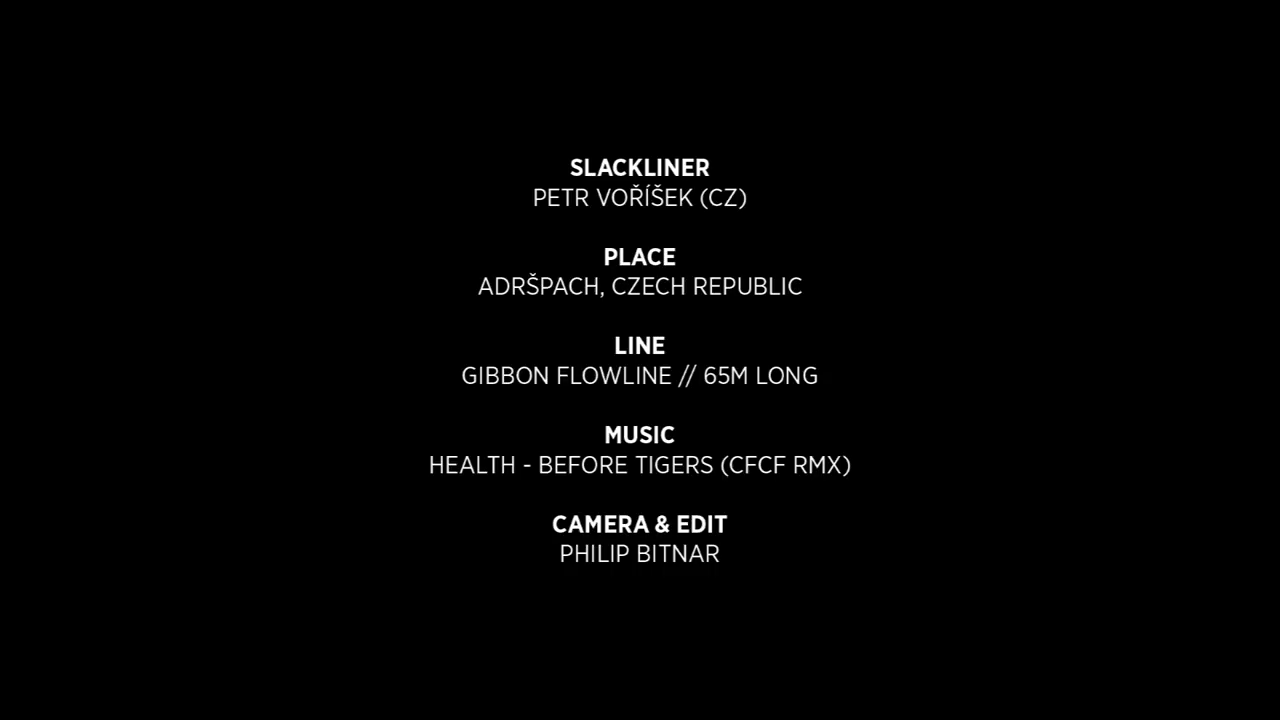 SLACKLINER
PETR VOŘÍŠEK (CZ)
PLACE
ADRŠPACH, CZECH REPUBLIC
LINE
GIBBON FLOWLINE // 65M LONG
MUSIC
HEALTH - BEFORE TIGERS (CFCF RMX)
CAMERA & EDIT
PHILIP BITNAR